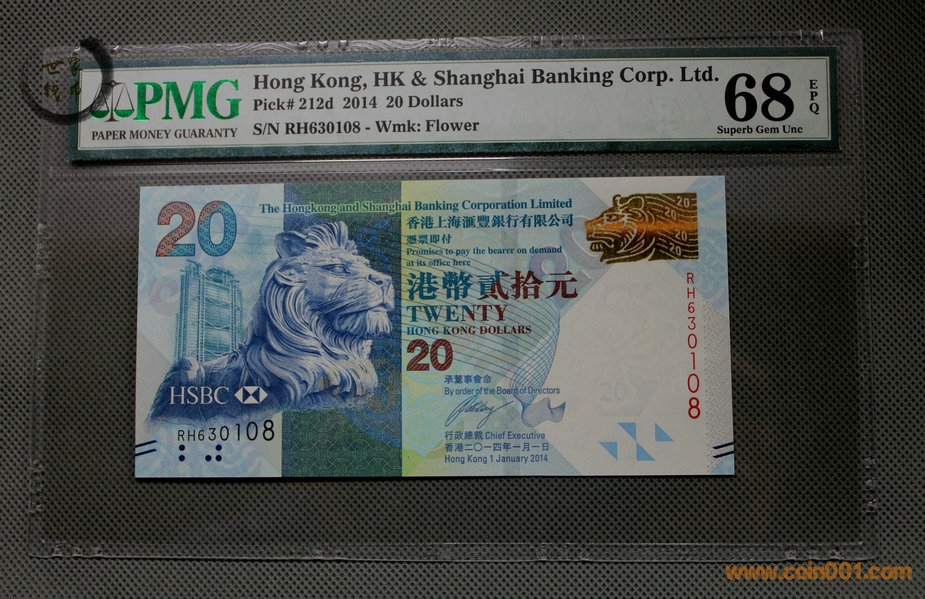 PMG
PAPER MONEY GUARANTY
Hong Kong, HK & Shanghai Banking Corp. Ltd.
Pick# 212d 2014 20 Dollars
S/N RH630108 - Wmk: Flower
68
EPQ
Superb Gem Unc
20
The Hongkong and Shanghai Banking Corporation Limited
香港上海滙豐銀行有限公司
憑票即付
Promises to pay the bearer on demand
at its office here
港幣貳拾元
TWENTY
HONG KONG DOLLARS
20
承董事會命
By order of the Board of Directors
行政總裁 Chief Executive
香港二〇一四年一月一日
Hong Kong 1 January 2014
HSBC
RH630108
20
20
20
RH630108
www.coin001.com